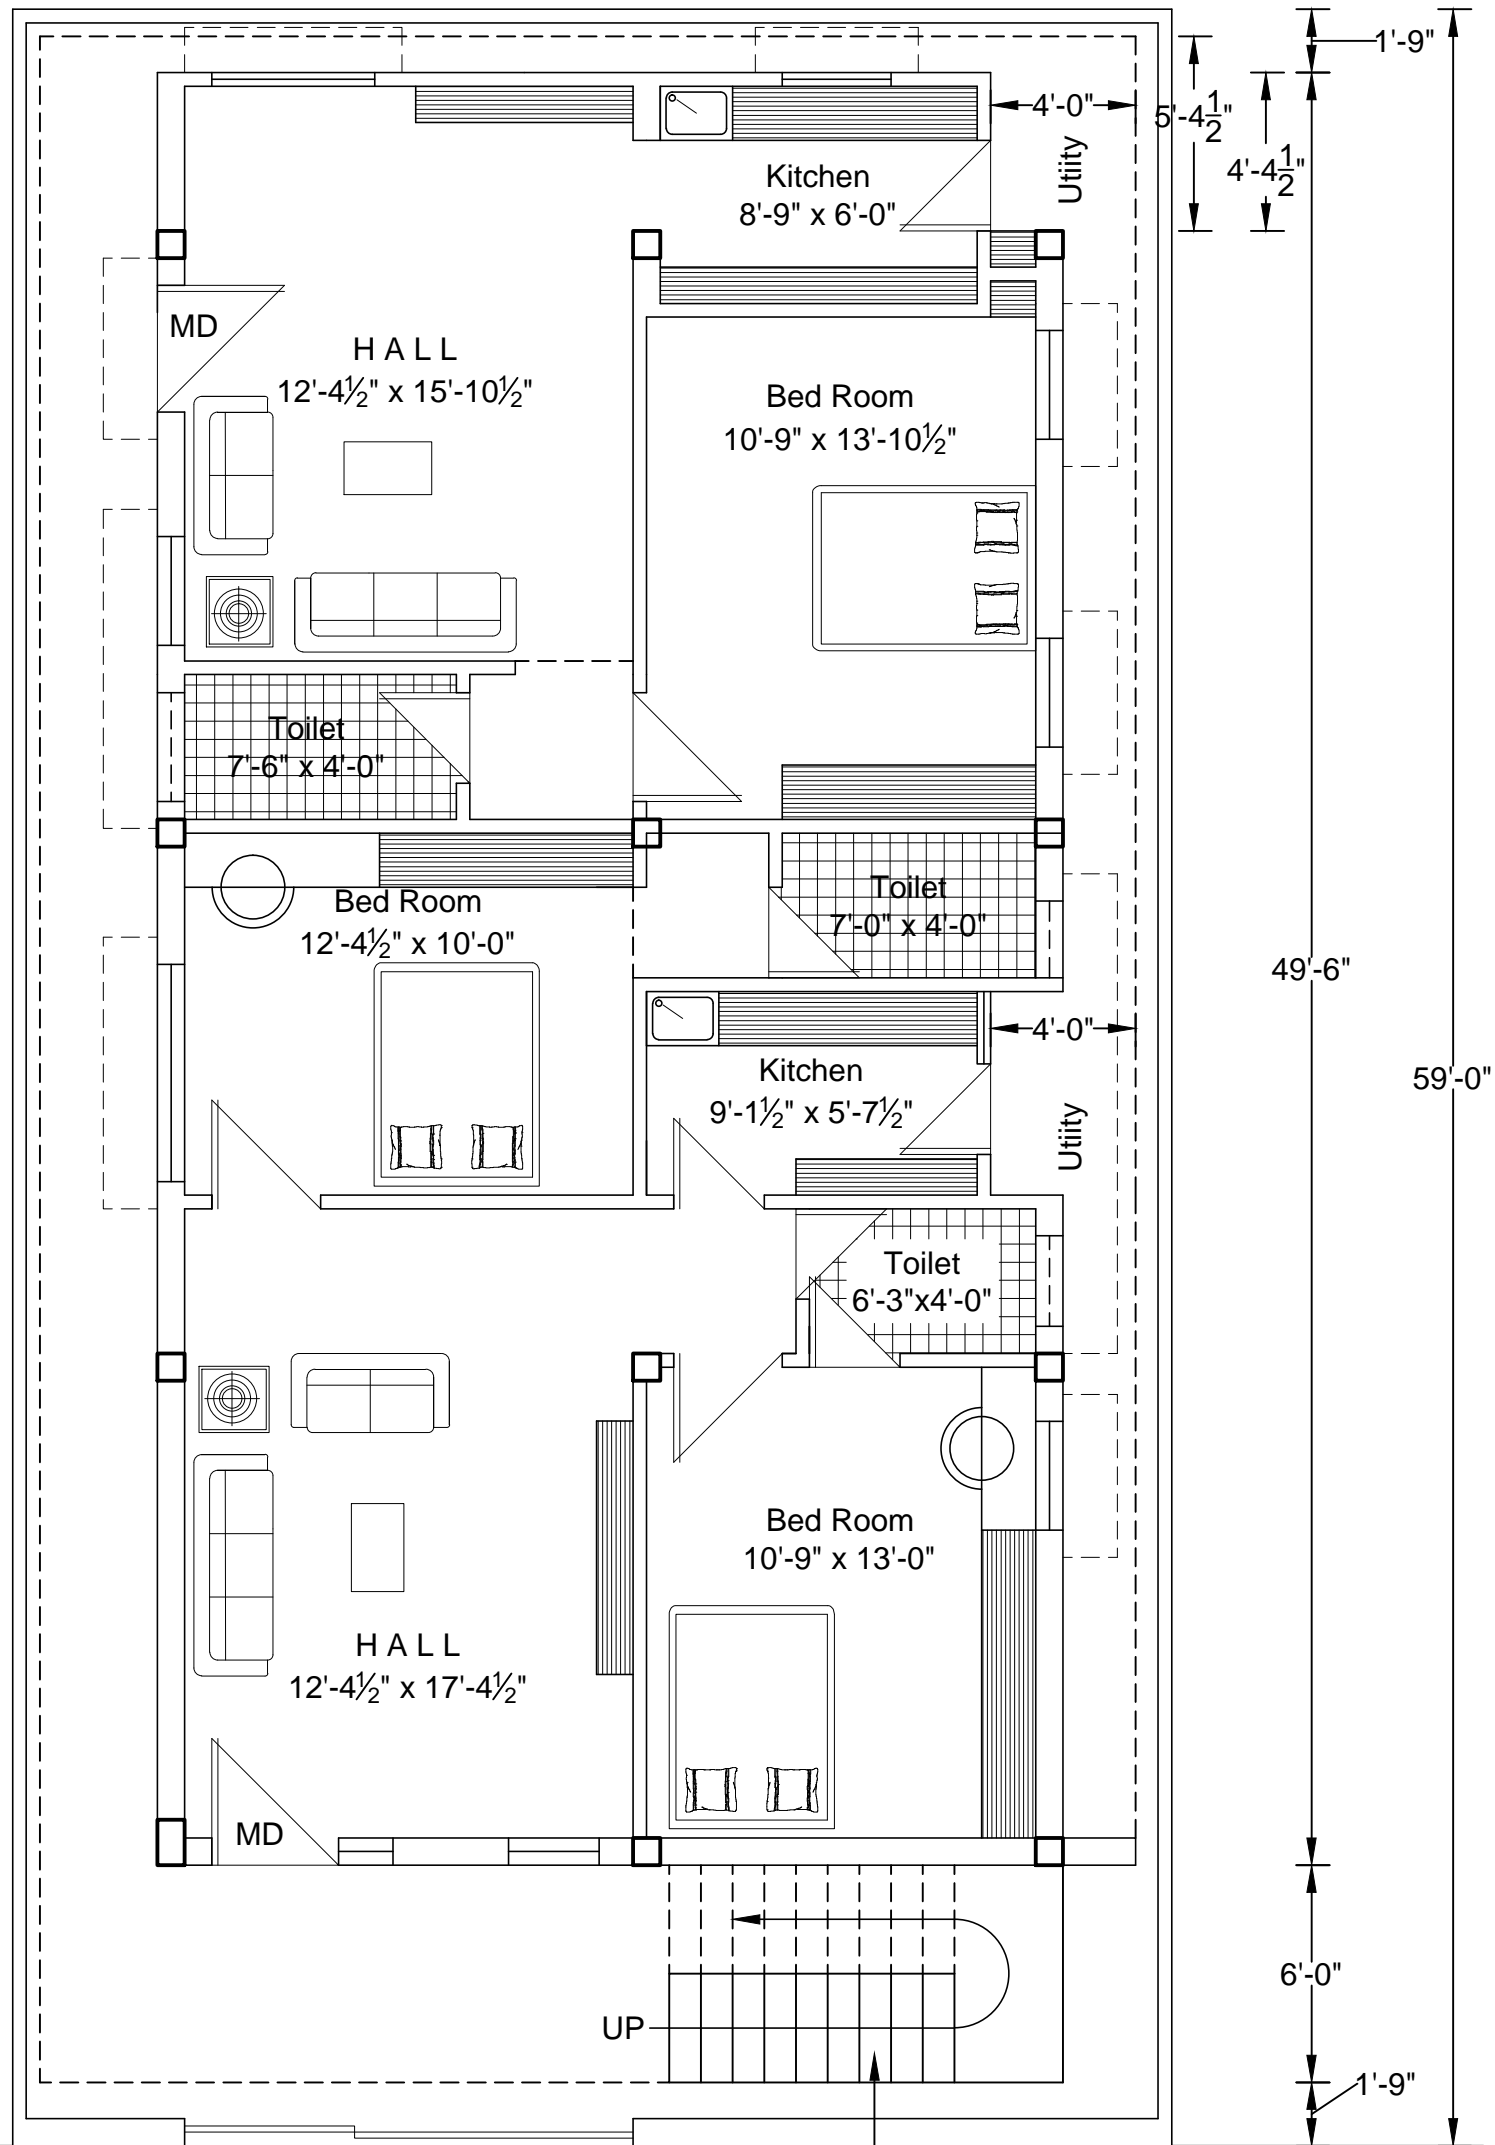 1'-9"
4'-0"
5'-4½"
Utiity
4'-4½"
Kitchen
8'-9" x 6'-0"
MD
H A L L
12'-4½" x 15'-10½"
Bed Room
10'-9" x 13'-10½"
Toilet
7'-6" x 4'-0"
Toilet
7'-0" x 4'-0"
Bed Room
12'-4½" x 10'-0"
49'-6"
4'-0"
Kitchen
9'-1½" x 5'-7½"
59'-0"
Utiity
Toilet
6'-3"x4'-0"
Bed Room
10'-9" x 13'-0"
H A L L
12'-4½" x 17'-4½"
MD
6'-0"
UP
1'-9"